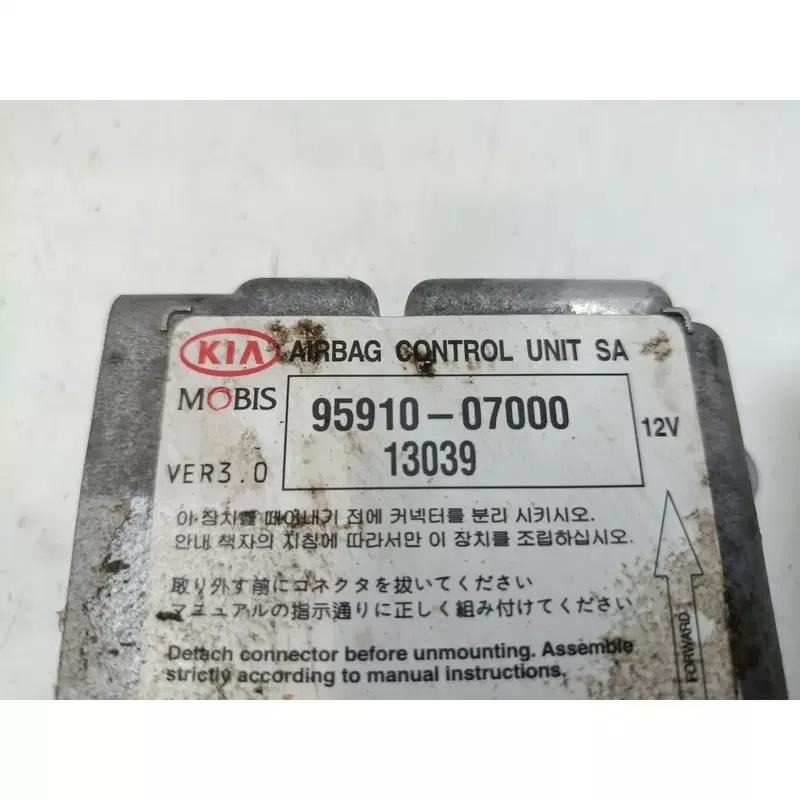 KIA AIRBAG CONTROL UNIT SA
MOBIS
95910-07000
13039
12V
VER3.0
이 장치를 떼어내기 전에 커넥터를 분리 시키시오.
안내 책자의 지침에 따라서만 이 장치를 조립하십시오.
取り外す前にコネクタを抜いてください
マニュアルの指示通りに正しく組み付けてください
Detach connector before unmounting. Assemble
strictly according to manual instructions.
FORWARD